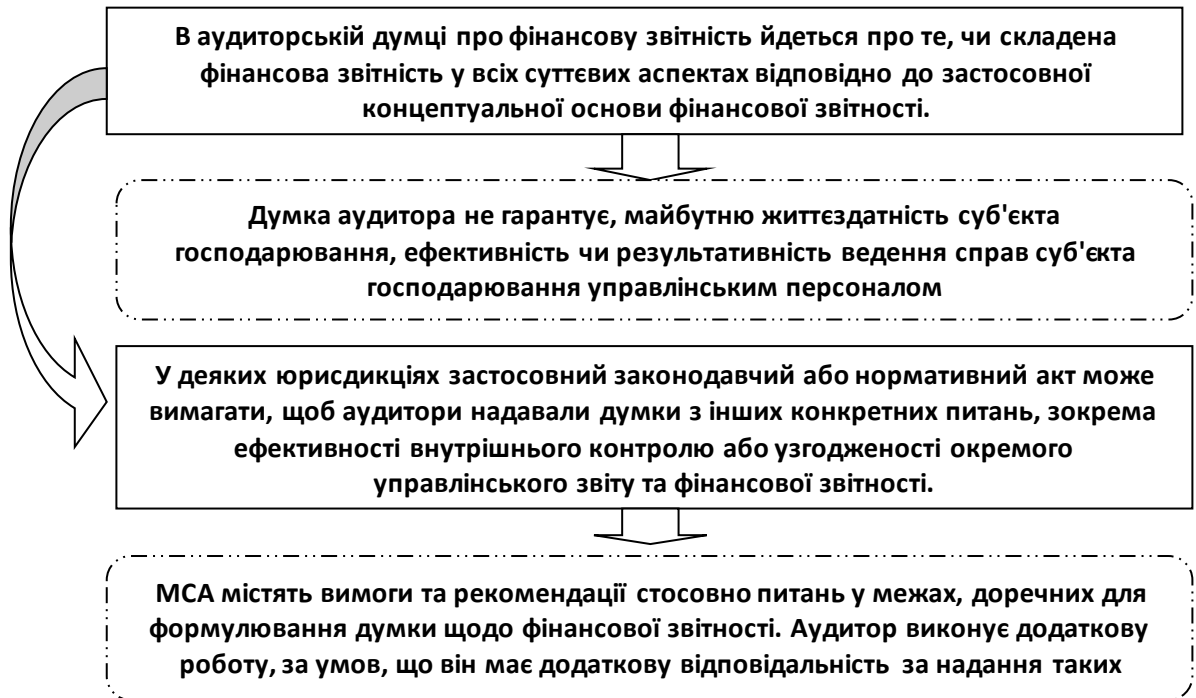 В аудиторській думці про фінансову звітність йдеться про те, чи складена
фінансова звітність у всіх суттєвих аспектах відповідно до застосовної
концептуальної основи фінансової звітності.
Думка аудитора не гарантує, майбутню життєздатність суб'єкта
господарювання, ефективність чи результативність ведення справ суб'єкта
господарювання управлінським персоналом
У деяких юрисдикціях застосовний законодавчий або нормативний акт може
вимагати, щоб аудитори надавали думки з інших конкретних питань, зокрема
ефективності внутрішнього контролю або узгодженості окремого
управлінського звіту та фінансової звітності.
МСА містять вимоги та рекомендації стосовно питань у межах, доречних для
формулювання думки щодо фінансової звітності. Аудитор виконує додаткову
роботу, за умов, що він має додаткову відповідальність за надання таких